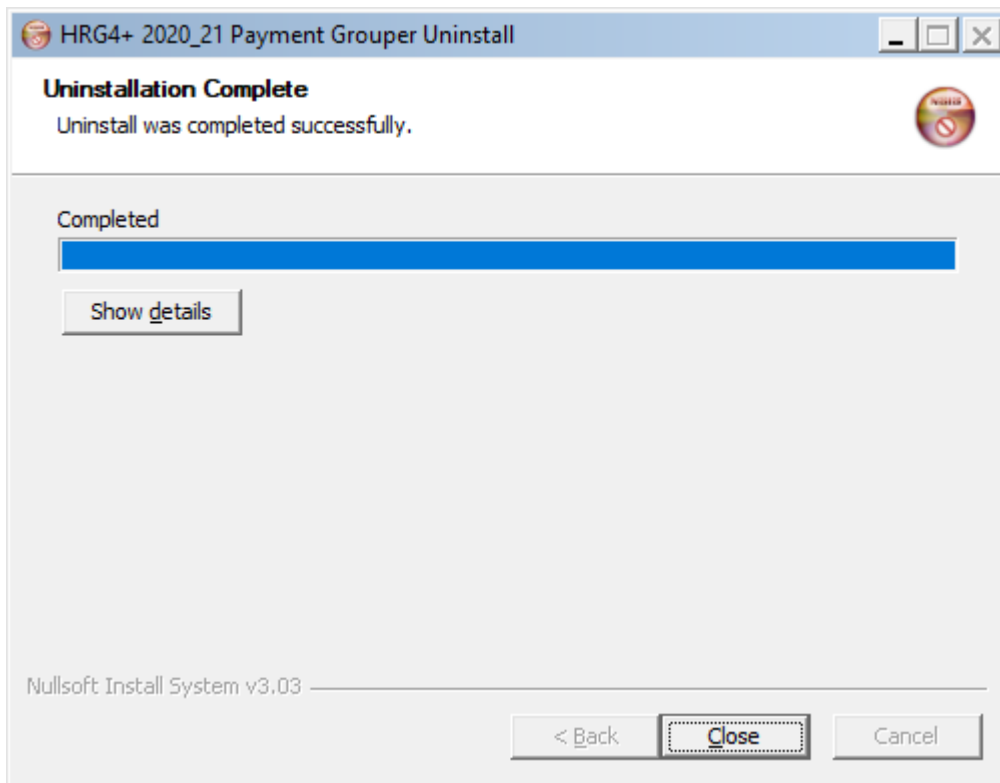 HRG4+ 2020_21 Payment Grouper Uninstall
Uninstallation Complete
Uninstall was completed successfully.
Completed
Show details
Nullsoft Install System v3.03
< Back
Close
Cancel